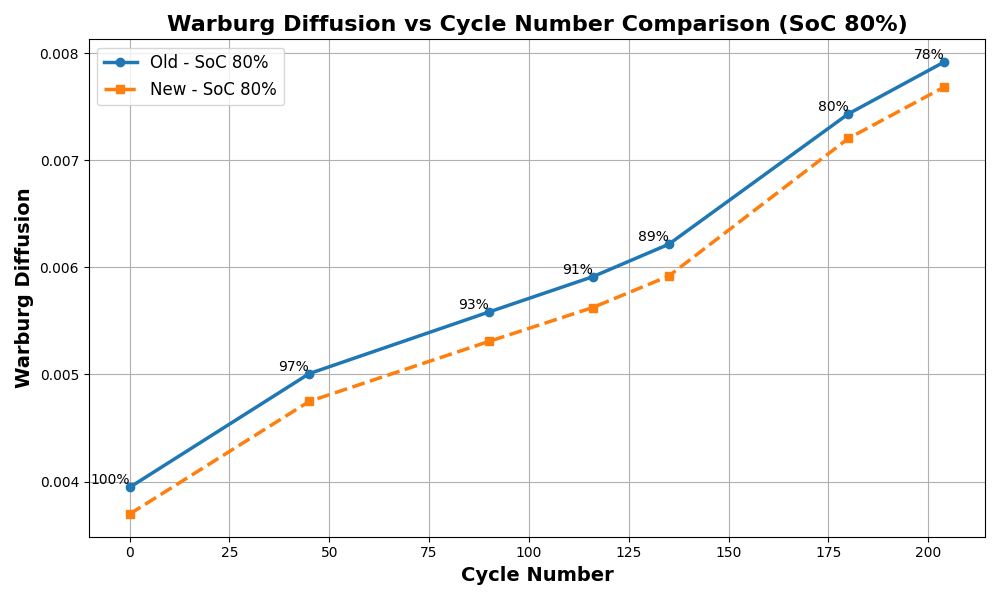 Warburg Diffusion vs Cycle Number Comparison (SoC 80%)
Old - SoC 80%
New - SoC 80%
0.008
0.007
0.006
0.005
0.004
Warburg Diffusion
100%
97%
93%
91%
89%
80%
78%
0 25 50 75 100 125 150 175 200
Cycle Number